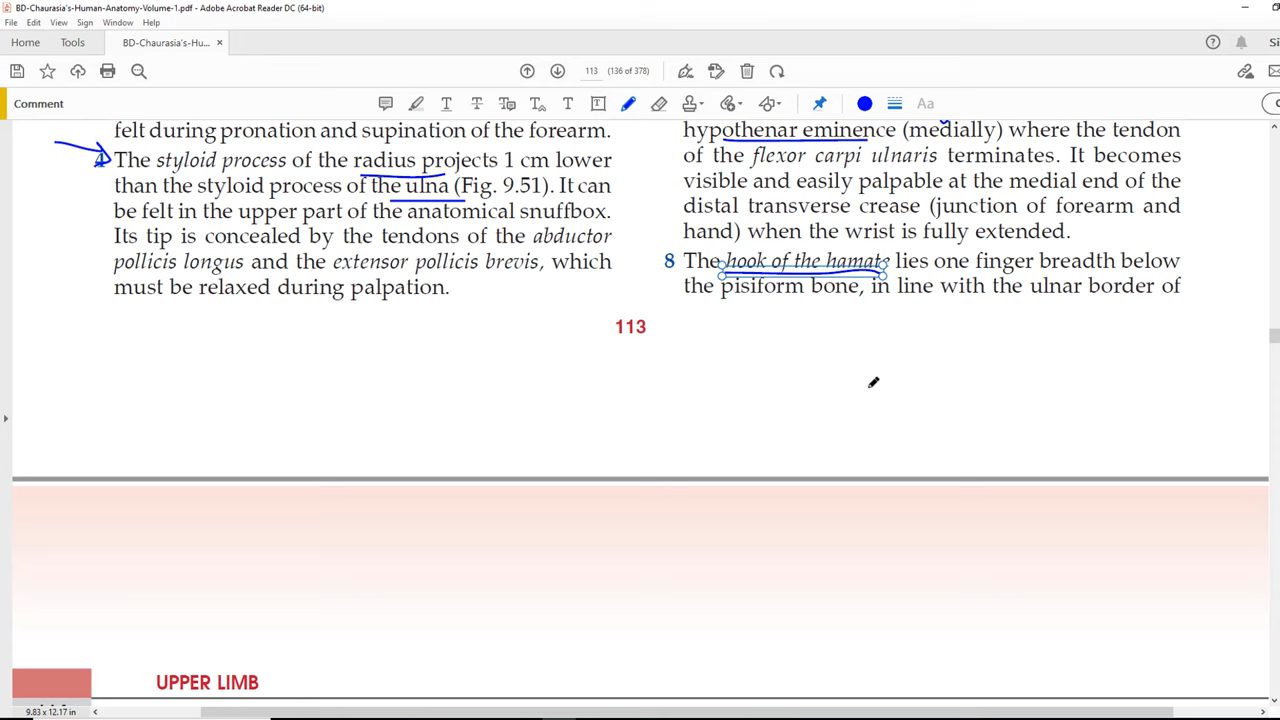 BD-Chaurasia's-Human-Anatomy-Volume-1.pdf - Adobe Acrobat Reader DC (64-bit)
File Edit View Sign Window Help
Home Tools BD-Chaurasia's-Hu... ×
113 (136 of 378)
Comment
Aa
felt during pronation and supination of the forearm.
4 The styloid process of the radius projects 1 cm lower
than the styloid process of the ulna (Fig. 9.51). It can
be felt in the upper part of the anatomical snuffbox.
Its tip is concealed by the tendons of the abductor
pollicis longus and the extensor pollicis brevis, which
must be relaxed during palpation.
hypothenar eminence (medially) where the tendon
of the flexor carpi ulnaris terminates. It becomes
visible and easily palpable at the medial end of the
distal transverse crease (junction of forearm and
hand) when the wrist is fully extended.
8 The hook of the hamate lies one finger breadth below
the pisiform bone, in line with the ulnar border of
113
UPPER LIMB
9.83 x 12.17 in